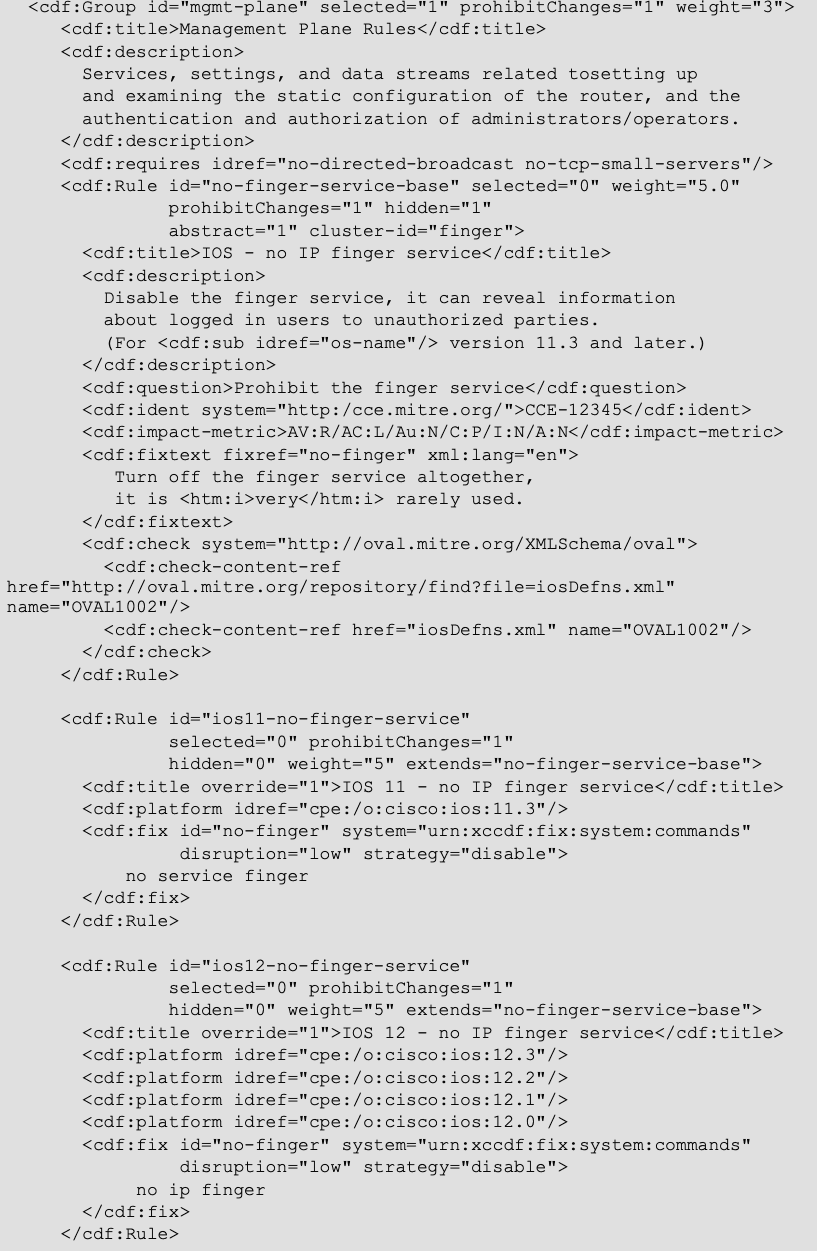 <cdf:Group id="mgmt-plane" selected="1" prohibitChanges="1" weight="3">
<cdf:title>Management Plane Rules</cdf:title>
<cdf:description>
Services, settings, and data streams related tosetting up
and examining the static configuration of the router, and the
authentication and authorization of administrators/operators.
</cdf:description>
<cdf:requires idref="no-directed-broadcast no-tcp-small-servers"/>
<cdf:Rule id="no-finger-service-base" selected="0" weight="5.0"
prohibitChanges="1" hidden="1"
abstract="1" cluster-id="finger">
<cdf:title>IOS - no IP finger service</cdf:title>
<cdf:description>
Disable the finger service, it can reveal information
about logged in users to unauthorized parties.
(For <cdf:sub idref="os-name"/> version 11.3 and later.)
</cdf:description>
<cdf:question>Prohibit the finger service</cdf:question>
<cdf:ident system="http:/cce.mitre.org/">CCE-12345</cdf:ident>
<cdf:impact-metric>AV:R/AC:L/Au:N/C:P/I:N/A:N</cdf:impact-metric>
<cdf:fixtext fixref="no-finger" xml:lang="en">
Turn off the finger service altogether,
it is <htm:i>very</htm:i> rarely used.
</cdf:fixtext>
<cdf:check system="http://oval.mitre.org/XMLSchema/oval">
<cdf:check-content-ref
href="http://oval.mitre.org/repository/find?file=iosDefns.xml"
name="OVAL1002"/>
<cdf:check-content-ref href="iosDefns.xml" name="OVAL1002"/>
</cdf:check>
</cdf:Rule>
<cdf:Rule id="ios11-no-finger-service"
selected="0" prohibitChanges="1"
hidden="0" weight="5" extends="no-finger-service-base">
<cdf:title override="1">IOS 11 - no IP finger service</cdf:title>
<cdf:platform idref="cpe:/o:cisco:ios:11.3"/>
<cdf:fix id="no-finger" system="urn:xccdf:fix:system:commands"
disruption="low" strategy="disable">
no service finger
</cdf:fix>
</cdf:Rule>
<cdf:Rule id="ios12-no-finger-service"
selected="0" prohibitChanges="1"
hidden="0" weight="5" extends="no-finger-service-base">
<cdf:title override="1">IOS 12 - no IP finger service</cdf:title>
<cdf:platform idref="cpe:/o:cisco:ios:12.3"/>
<cdf:platform idref="cpe:/o:cisco:ios:12.2"/>
<cdf:platform idref="cpe:/o:cisco:ios:12.1"/>
<cdf:platform idref="cpe:/o:cisco:ios:12.0"/>
<cdf:fix id="no-finger" system="urn:xccdf:fix:system:commands"
disruption="low" strategy="disable">
no ip finger
</cdf:fix>
</cdf:Rule>